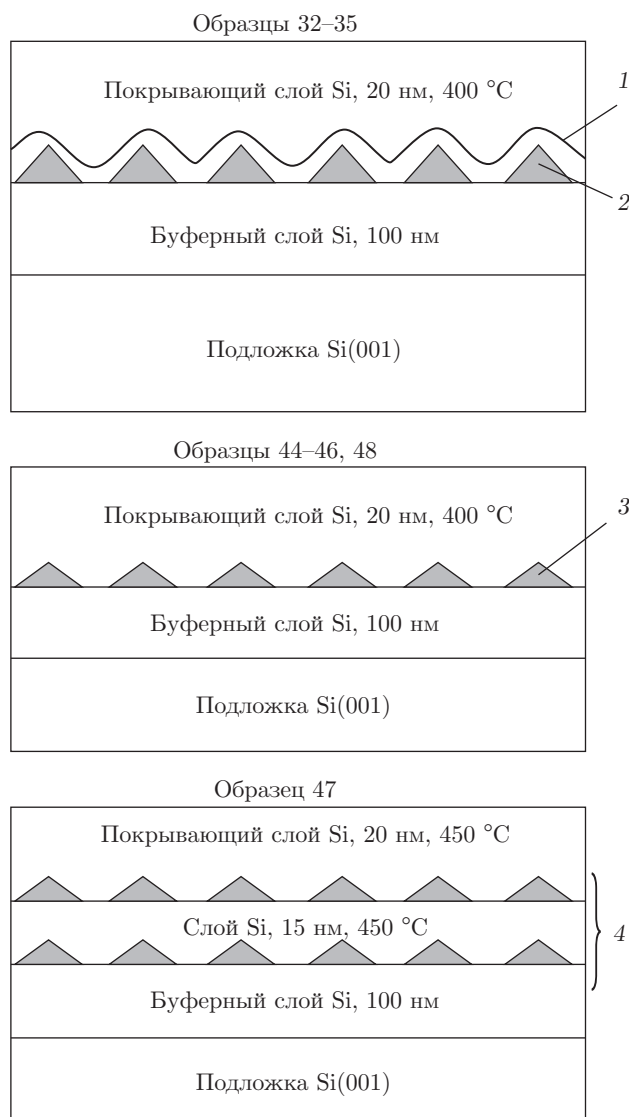 Образцы 32–35
Покрывающий слой Si, 20 нм, 400 °C
1
2
Буферный слой Si, 100 нм
Подложка Si(001)
Образцы 44–46, 48
Покрывающий слой Si, 20 нм, 400 °C
3
Буферный слой Si, 100 нм
Подложка Si(001)
Образец 47
Покрывающий слой Si, 20 нм, 450 °C
Слой Si, 15 нм, 450 °C
4
Буферный слой Si, 100 нм
Подложка Si(001)